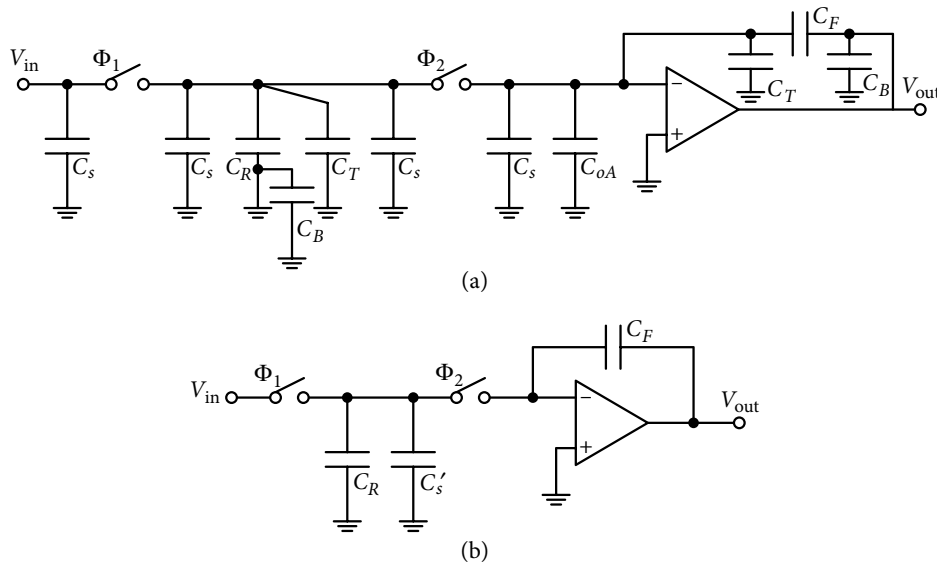 C_F
V_in Φ_1 Φ_2
C_T C_B V_out
− +
C_s C_s C_R C_T C_s C_s C_oA
C_B
(a)
C_F
V_in Φ_1 Φ_2
− +
V_out
C_R C_s′
(b)